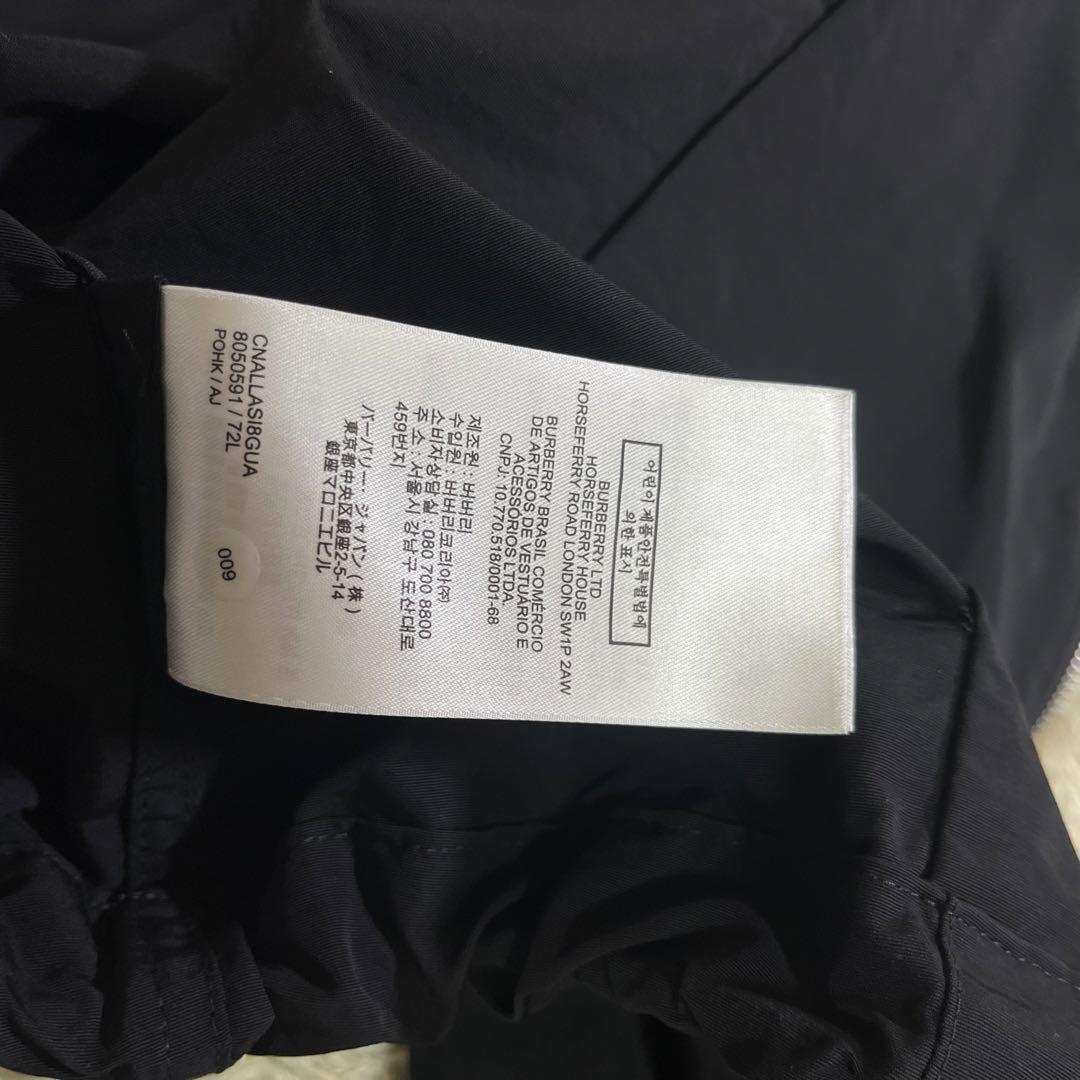 어린이 제품안전특별법에
의한 표시
BURBERRY LTD
HORSEFERRY HOUSE
HORSEFERRY ROAD LONDON SW1P 2AW
BURBERRY BRASIL COMÉRCIO
DE ARTIGOS DE VESTUÁRIO E
ACESSORIOS LTDA.
CNPJ: 10.770.518/0001-68
제조원 : 버버리
수입원 : 버버리코리아㈜
소비자상담실 : 080 700 8800
주 소 : 서울시 강남구 도산대로
459번지
バーバリー・ジャパン(株)
東京都中央区銀座2-5-14
銀座マロニエビル
CNALLASI8GUA
8050591 / 72L
POHK / AJ
009